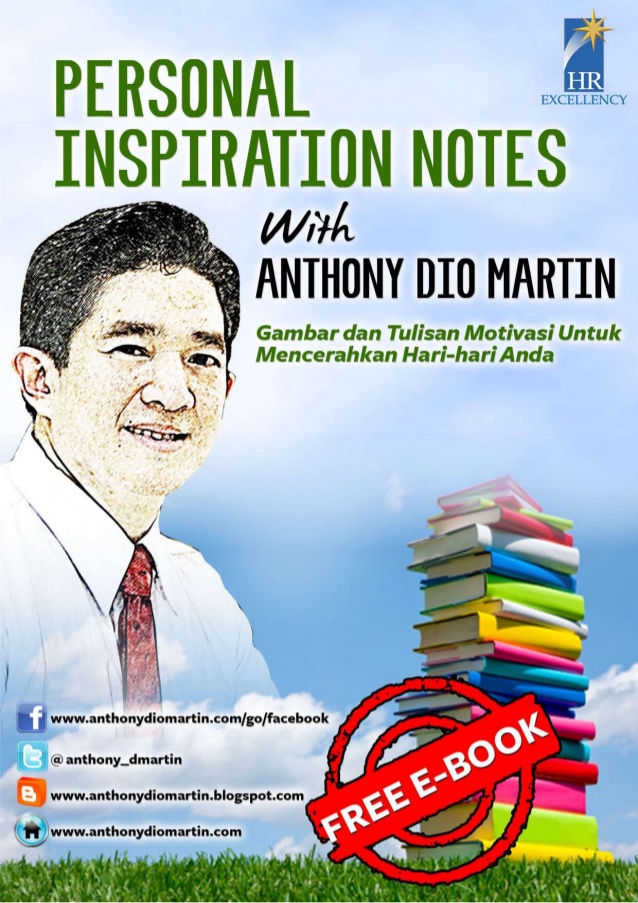 HR
EXCELLENCY
PERSONAL
INSPIRATION NOTES
With
ANTHONY DIO MARTIN
Gambar dan Tulisan Motivasi Untuk
Mencerahkan Hari-hari Anda
www.anthonydiomartin.com/go/facebook
@ anthony_dmartin
www.anthonydiomartin.blogspot.com
www.anthonydiomartin.com
FREE E-BOOK